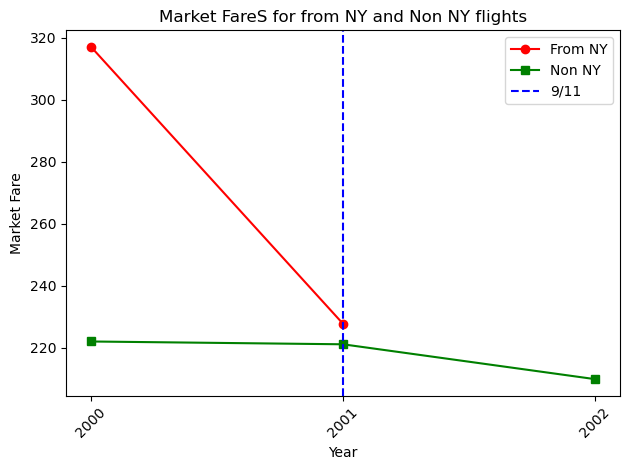 Market FareS for from NY and Non NY flights
From NY
Non NY
9/11
Market Fare
320
300
280
260
240
220
2000
2001
2002
Year